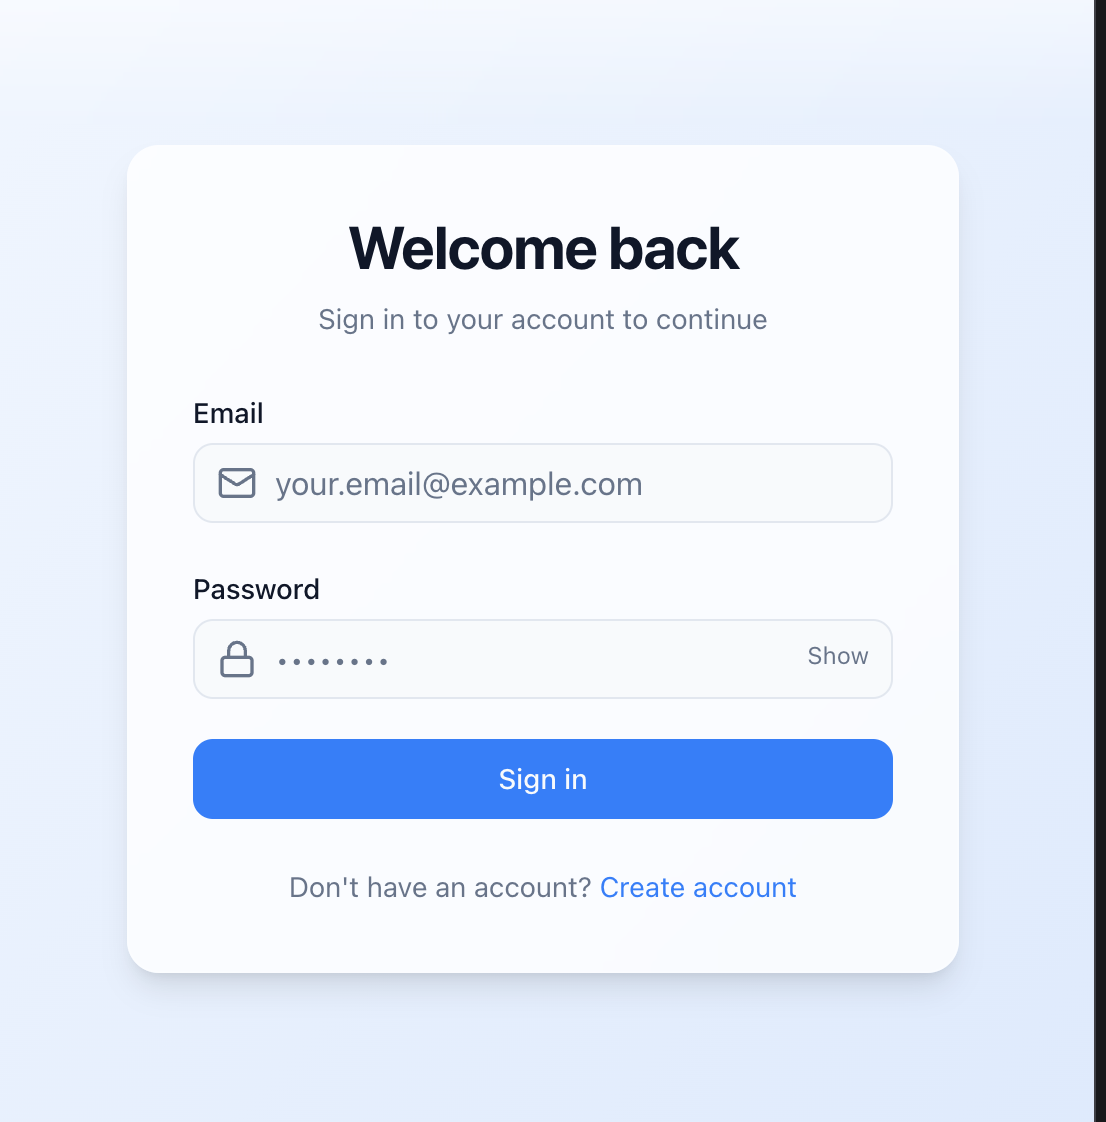 Welcome back
Sign in to your account to continue
Email
your.email@example.com
Password
••••••••
Show
Sign in
Don't have an account? Create account